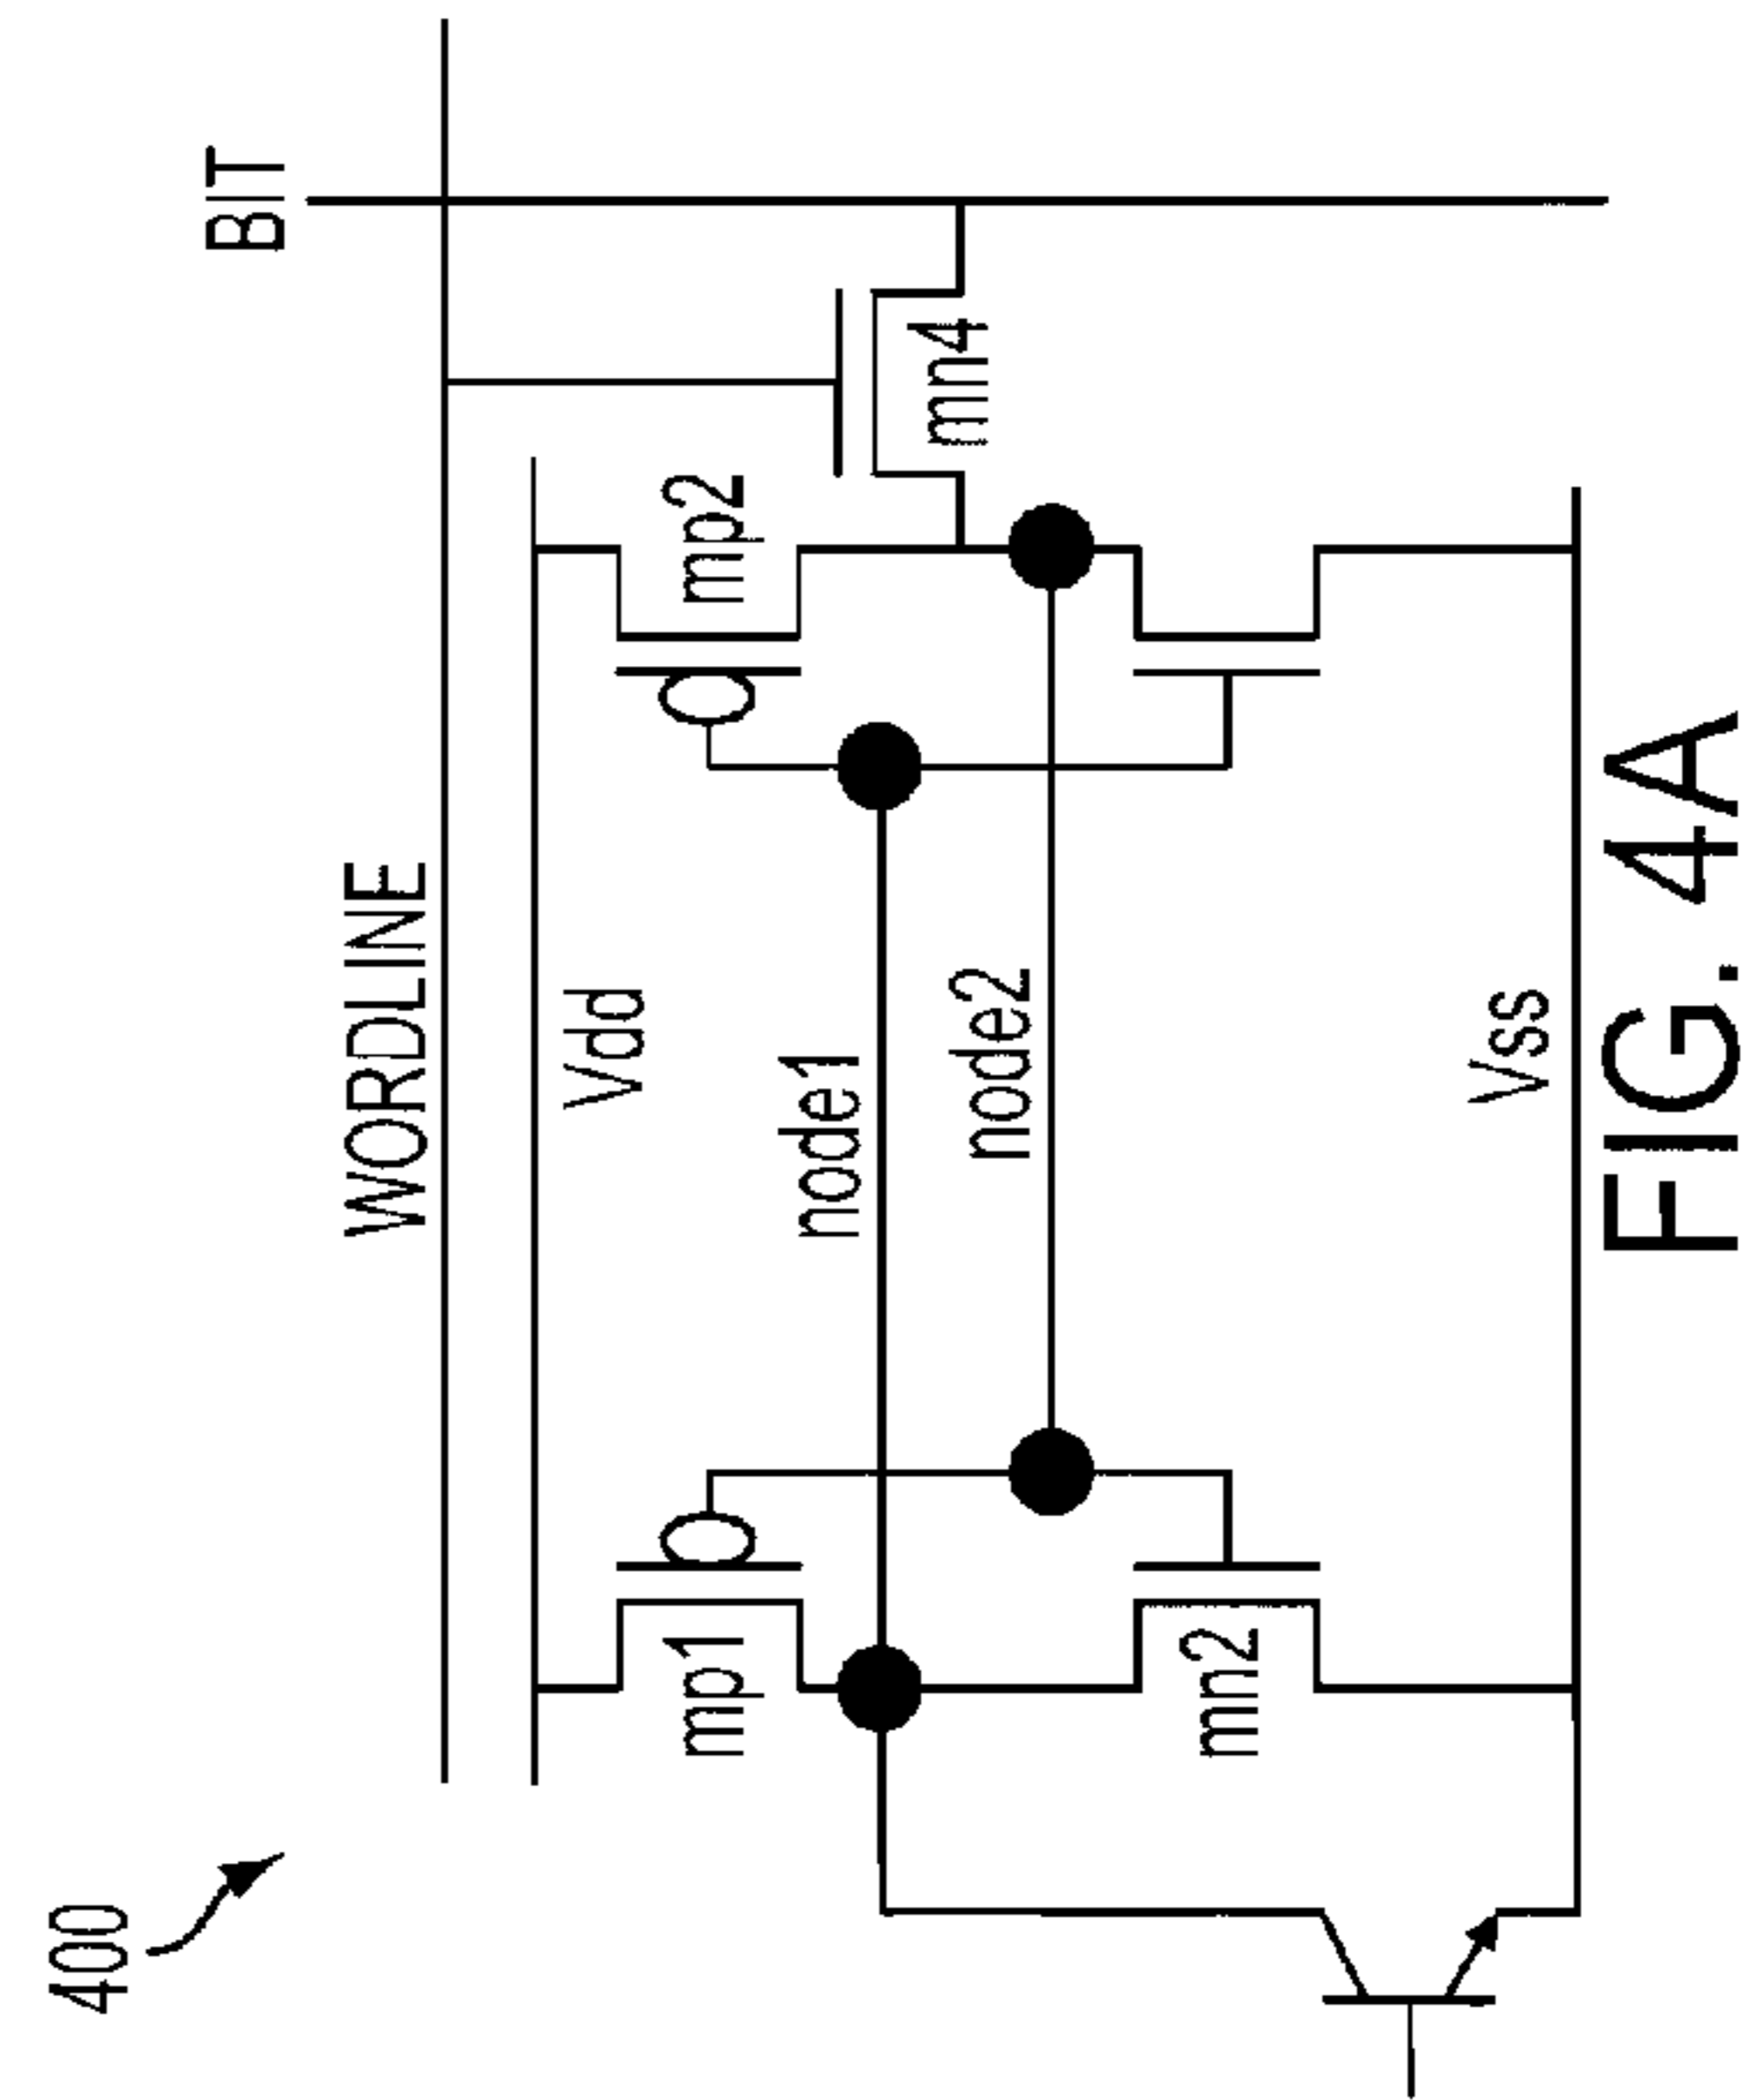 400
BIT
WORDLINE
Vdd
mp1
mp2
mn4
node1
node2
mn2
Vss
FIG. 4A